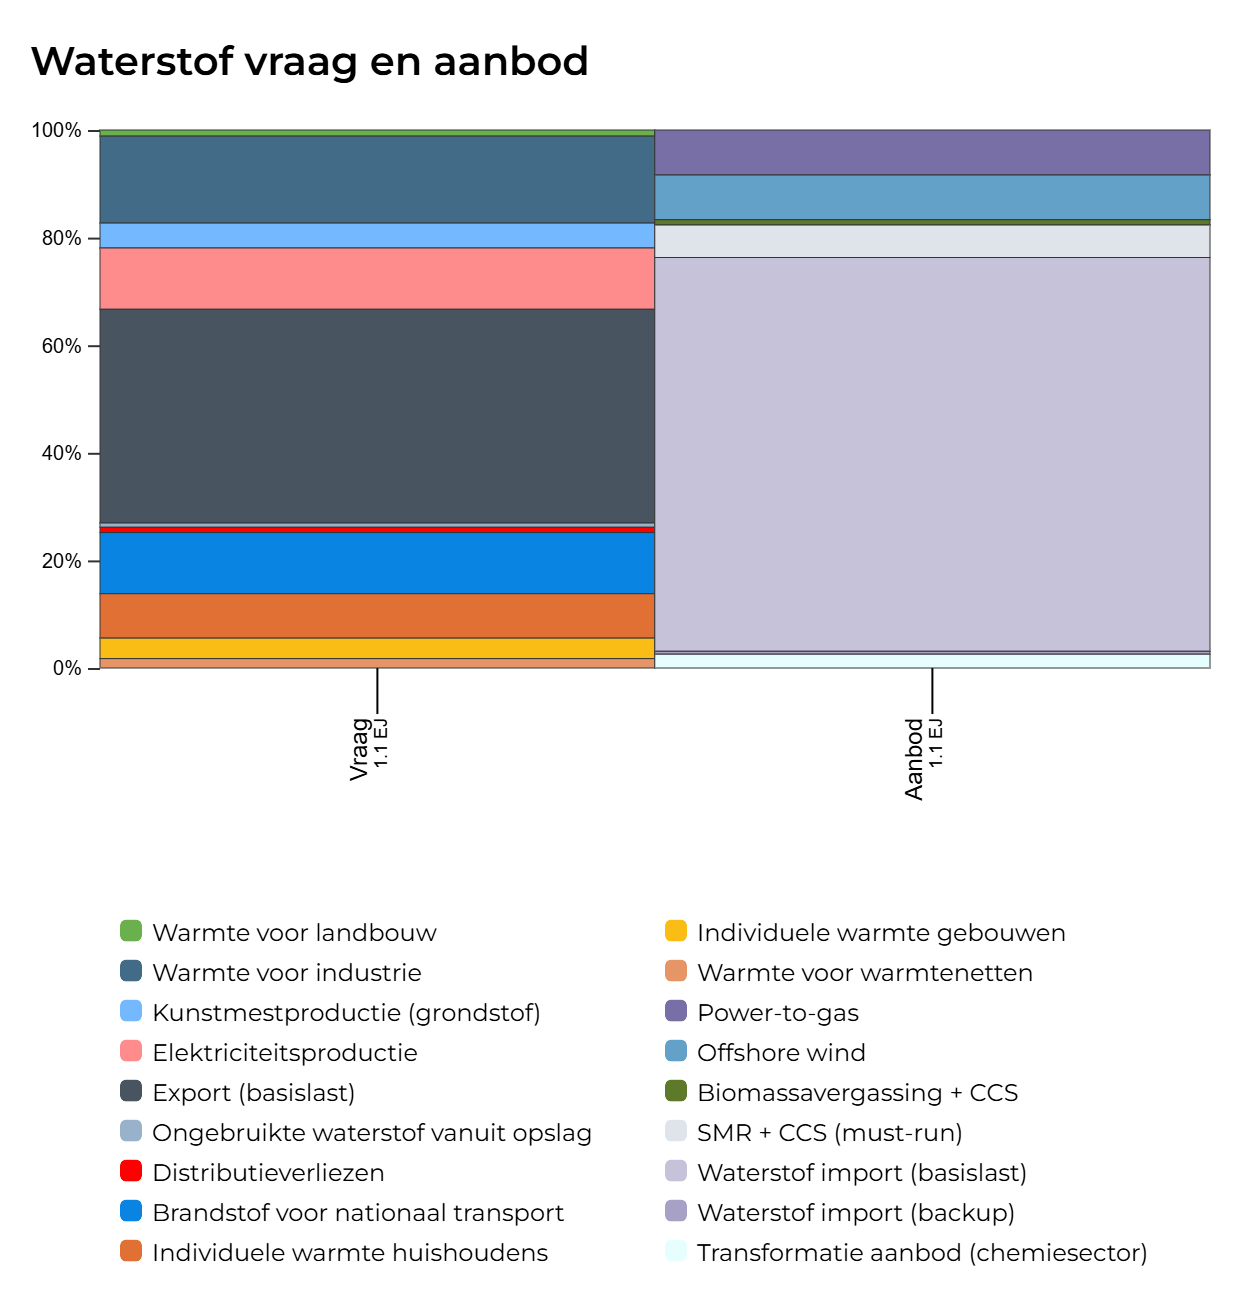 Waterstof vraag en aanbod
100%
80%
60%
40%
20%
0%
Vraag
1.1 EJ
Aanbod
1.1 EJ
Warmte voor landbouw
Warmte voor industrie
Kunstmestproductie (grondstof)
Elektriciteitsproductie
Export (basislast)
Ongebruikte waterstof vanuit opslag
Distributieverliezen
Brandstof voor nationaal transport
Individuele warmte huishoudens
Individuele warmte gebouwen
Warmte voor warmtenetten
Power-to-gas
Offshore wind
Biomassavergassing + CCS
SMR + CCS (must-run)
Waterstof import (basislast)
Waterstof import (backup)
Transformatie aanbod (chemiesector)